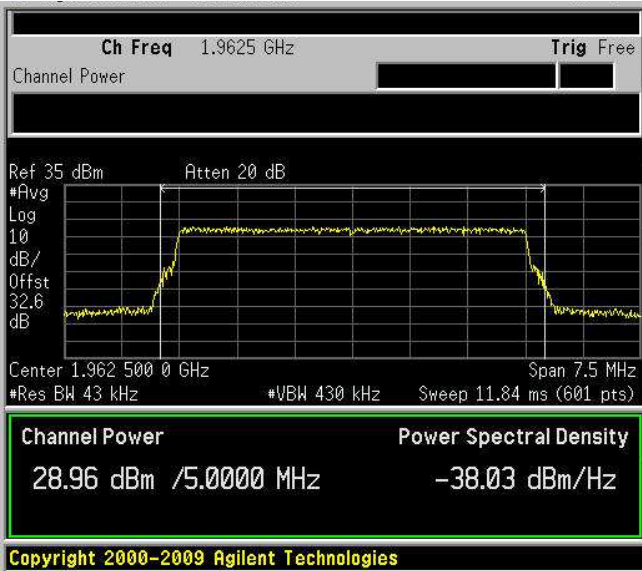 Ch Freq 1.9625 GHz Trig Free
Channel Power
Ref 35 dBm Atten 20 dB
#Avg
Log
10
dB/
Offst
32.6
dB
Center 1.962 500 0 GHz Span 7.5 MHz
#Res BW 43 kHz #VBW 430 kHz Sweep 11.84 ms (601 pts)
Channel Power Power Spectral Density
28.96 dBm /5.0000 MHz -38.03 dBm/Hz
Copyright 2000-2009 Agilent Technologies